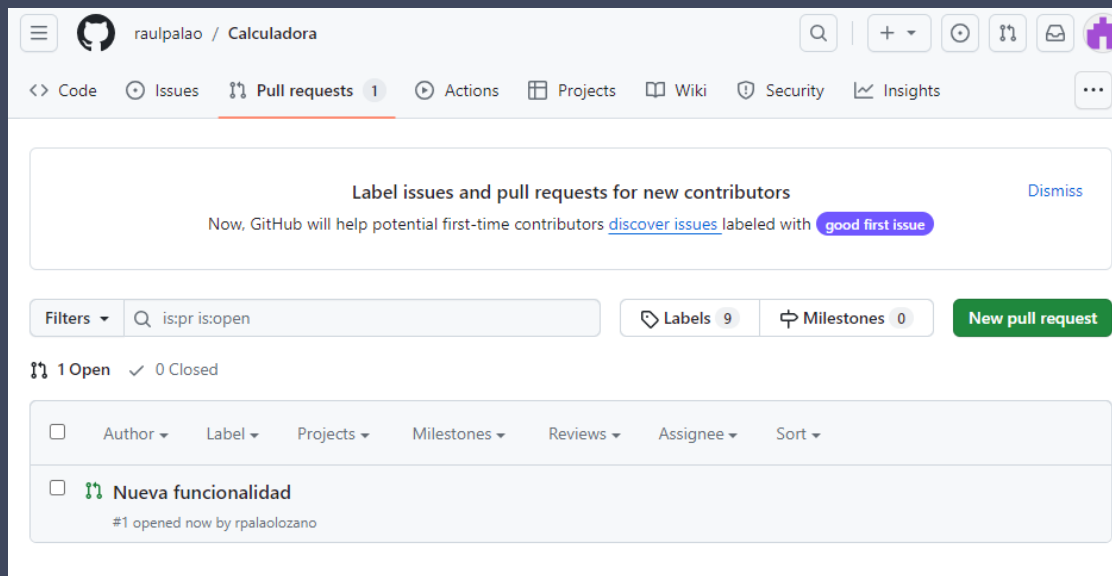 raulpalao / Calculadora
Code Issues Pull requests 1 Actions Projects Wiki Security Insights
Label issues and pull requests for new contributors
Dismiss
Now, GitHub will help potential first-time contributors discover issues labeled with good first issue
Filters is:pr is:open Labels 9 Milestones 0 New pull request
1 Open 0 Closed
Author Label Projects Milestones Reviews Assignee Sort
Nueva funcionalidad
#1 opened now by rpalaolozano